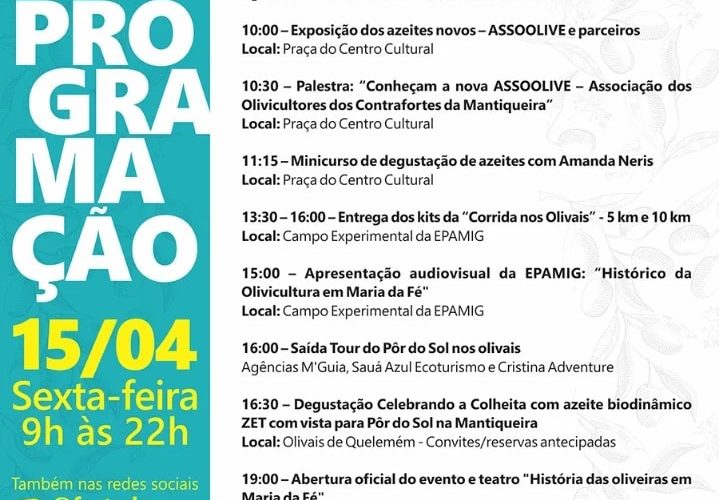 PRO
GRA
MA
ÇÃO
15/04
Sexta-feira
9h às 22h
Também nas redes sociais
10:00 – Exposição dos azeites novos – ASSOOLIVE e parceiros
Local: Praça do Centro Cultural
10:30 – Palestra: “Conheçam a nova ASSOOLIVE – Associação dos
Olivicultores dos Contrafortes da Mantiqueira”
Local: Praça do Centro Cultural
11:15 – Minicurso de degustação de azeites com Amanda Neris
Local: Praça do Centro Cultural
13:30 – 16:00 – Entrega dos kits da “Corrida nos Olivais” - 5 km e 10 km
Local: Campo Experimental da EPAMIG
15:00 – Apresentação audiovisual da EPAMIG: “Histórico da
Olivicultura em Maria da Fé"
Local: Campo Experimental da EPAMIG
16:00 – Saída Tour do Pôr do Sol nos olivais
Agências M’Guia, Sauá Azul Ecoturismo e Cristina Adventure
16:30 – Degustação Celebrando a Colheita com azeite biodinâmico
ZET com vista para Pôr do Sol na Mantiqueira
Local: Olivais de Quelemém - Convites/reservas antecipadas
19:00 – Abertura oficial do evento e teatro "História das oliveiras em
Maria da Fé"